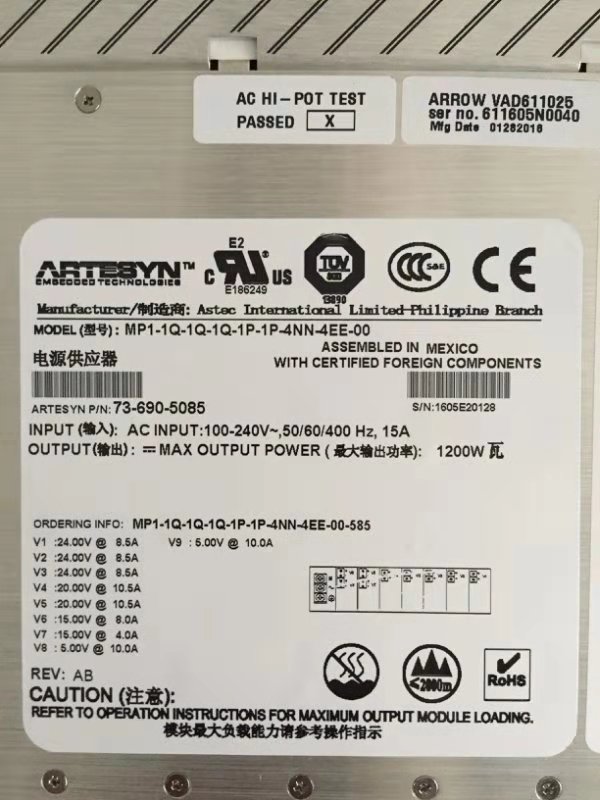 AC HI-POT TEST
PASSED X
ARROW VAD611025
ser no. 611605N0040
Mfg Date 01282016
ARTESYN™
EMBEDDED TECHNOLOGIES
E2
c RU® US
E186249
TÜV
SÜD
13890
CCC S&E
CE
Manufacturer/制造商: Astec International Limited-Philippine Branch
MODEL (型号): MP1-1Q-1Q-1Q-1P-1P-4NN-4EE-00
ASSEMBLED IN MEXICO
WITH CERTIFIED FOREIGN COMPONENTS
电源供应器
ARTESYN P/N: 73-690-5085
S/N:1605E20128
INPUT (输入): AC INPUT:100-240V~,50/60/400 Hz, 15A
OUTPUT(输出): MAX OUTPUT POWER (最大输出功率): 1200W 瓦
ORDERING INFO: MP1-1Q-1Q-1Q-1P-1P-4NN-4EE-00-585
V1 :24.00V @ 8.5A V9 : 5.00V @ 10.0A
V2 :24.00V @ 8.5A
V3 :24.00V @ 8.5A
V4 :20.00V @ 10.5A
V5 :20.00V @ 10.5A
V6 :15.00V @ 8.0A
V7 :15.00V @ 4.0A
V8 : 5.00V @ 10.0A
≤2000m
RoHS
REV: AB
CAUTION (注意):
REFER TO OPERATION INSTRUCTIONS FOR MAXIMUM OUTPUT MODULE LOADING.
模块最大负载能力请参考操作指示